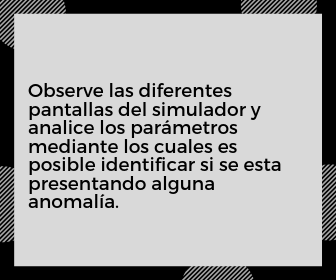 Observe las diferentes
pantallas del simulador y
analice los parámetros
mediante los cuales es
posible identificar si se esta
presentando alguna
anomalía.